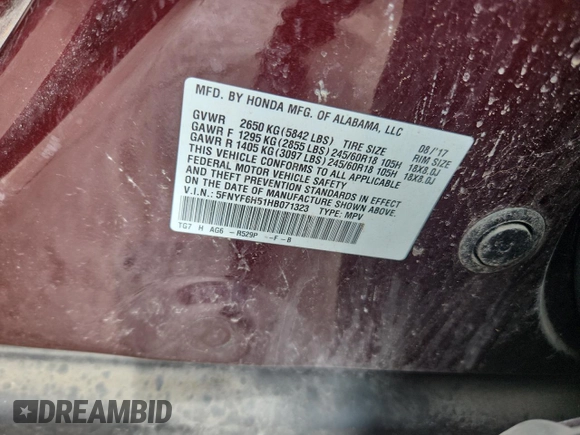 MFD. BY HONDA MFG. OF ALABAMA, LLC 08/'17
GVWR 2650 KG (5842 LBS) TIRE SIZE RIM SIZE
GAWR F 1295 KG (2855 LBS) 245/60R18 105H 18X8.0J
GAWR R 1405 KG (3097 LBS) 245/60R18 105H 18X8.0J
THIS VEHICLE CONFORMS TO ALL APPLICABLE
FEDERAL MOTOR VEHICLE SAFETY
AND THEFT PREVENTION STANDARDS IN EFFECT
ON THE DATE OF MANUFACTURE SHOWN ABOVE.
V.I.N.: 5FNYF6H51HB071323 TYPE: MPV
TG7 H AG6 -R529P --F-B
DREAMBID